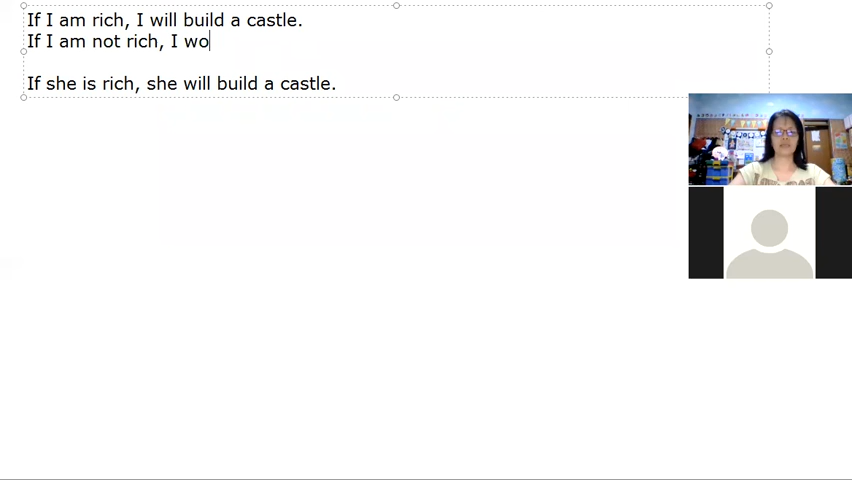 If I am rich, I will build a castle.
If I am not rich, I wo
If she is rich, she will build a castle.